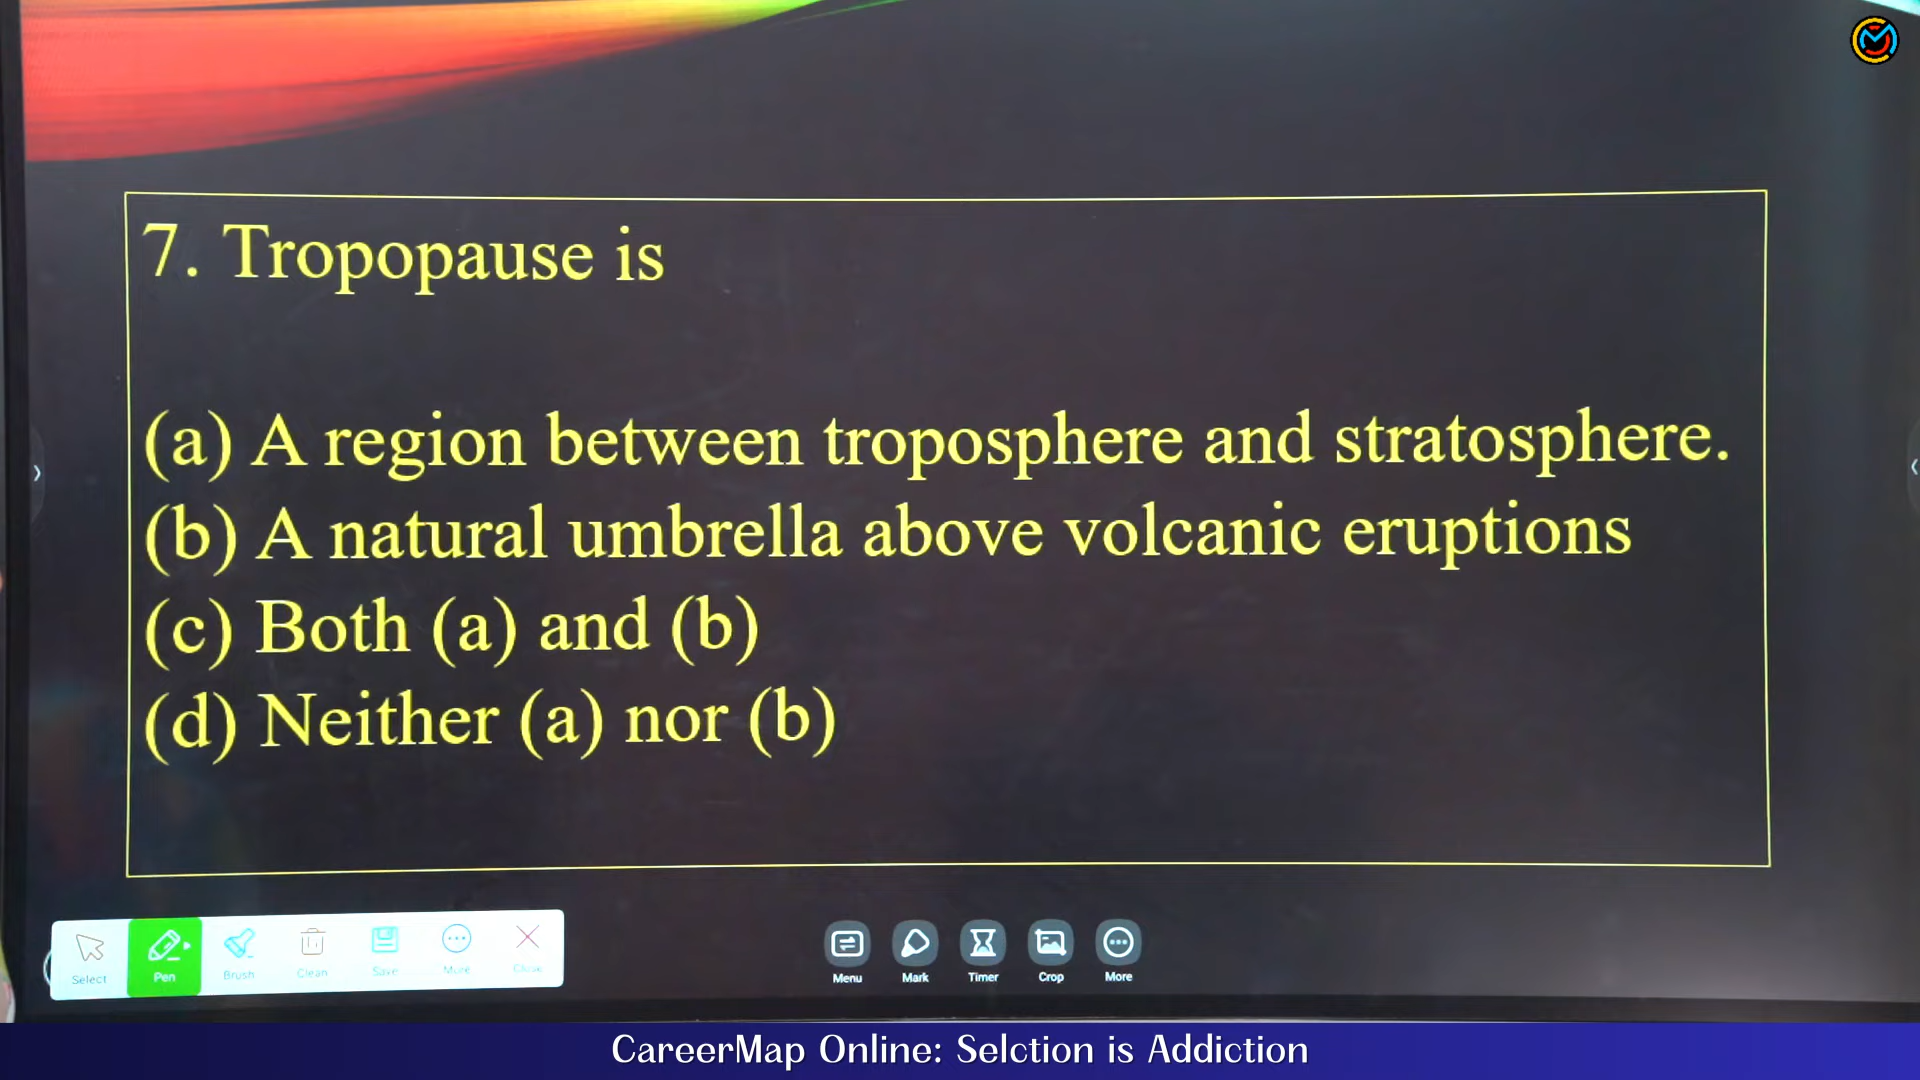 7. Tropopause is
(a) A region between troposphere and stratosphere.
(b) A natural umbrella above volcanic eruptions
(c) Both (a) and (b)
(d) Neither (a) nor (b)
Select Pen Brush Clean Save More Close
Menu Mark Timer Crop More
CareerMap Online: Selction is Addiction